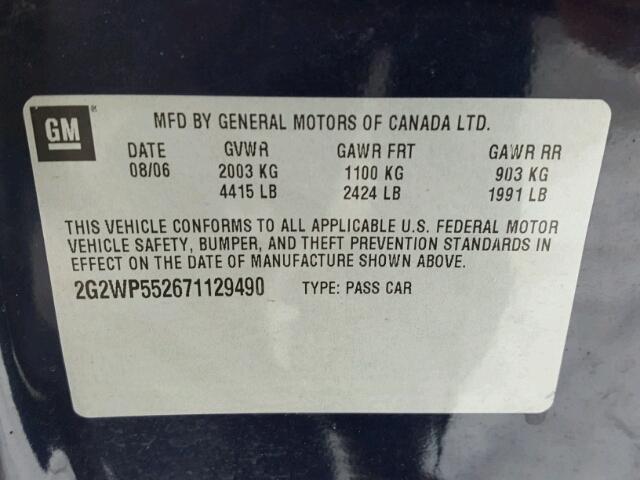 GM
MFD BY GENERAL MOTORS OF CANADA LTD.
DATE GVWR GAWR FRT GAWR RR
08/06 2003 KG 1100 KG 903 KG
4415 LB 2424 LB 1991 LB
THIS VEHICLE CONFORMS TO ALL APPLICABLE U.S. FEDERAL MOTOR
VEHICLE SAFETY, BUMPER, AND THEFT PREVENTION STANDARDS IN
EFFECT ON THE DATE OF MANUFACTURE SHOWN ABOVE.
2G2WP552671129490 TYPE: PASS CAR